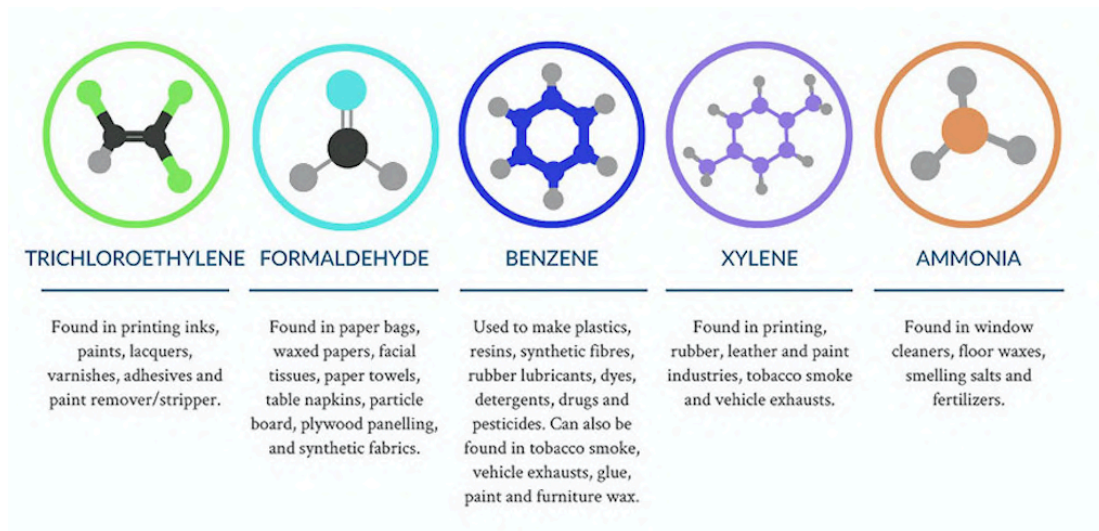 TRICHLOROETHYLENE
Found in printing inks,
paints, lacquers,
varnishes, adhesives and
paint remover/stripper.
FORMALDEHYDE
Found in paper bags,
waxed papers, facial
tissues, paper towels,
table napkins, particle
board, plywood panelling,
and synthetic fabrics.
BENZENE
Used to make plastics,
resins, synthetic fibres,
rubber lubricants, dyes,
detergents, drugs and
pesticides. Can also be
found in tobacco smoke,
vehicle exhausts, glue,
paint and furniture wax.
XYLENE
Found in printing,
rubber, leather and paint
industries, tobacco smoke
and vehicle exhausts.
AMMONIA
Found in window
cleaners, floor waxes,
smelling salts and
fertilizers.